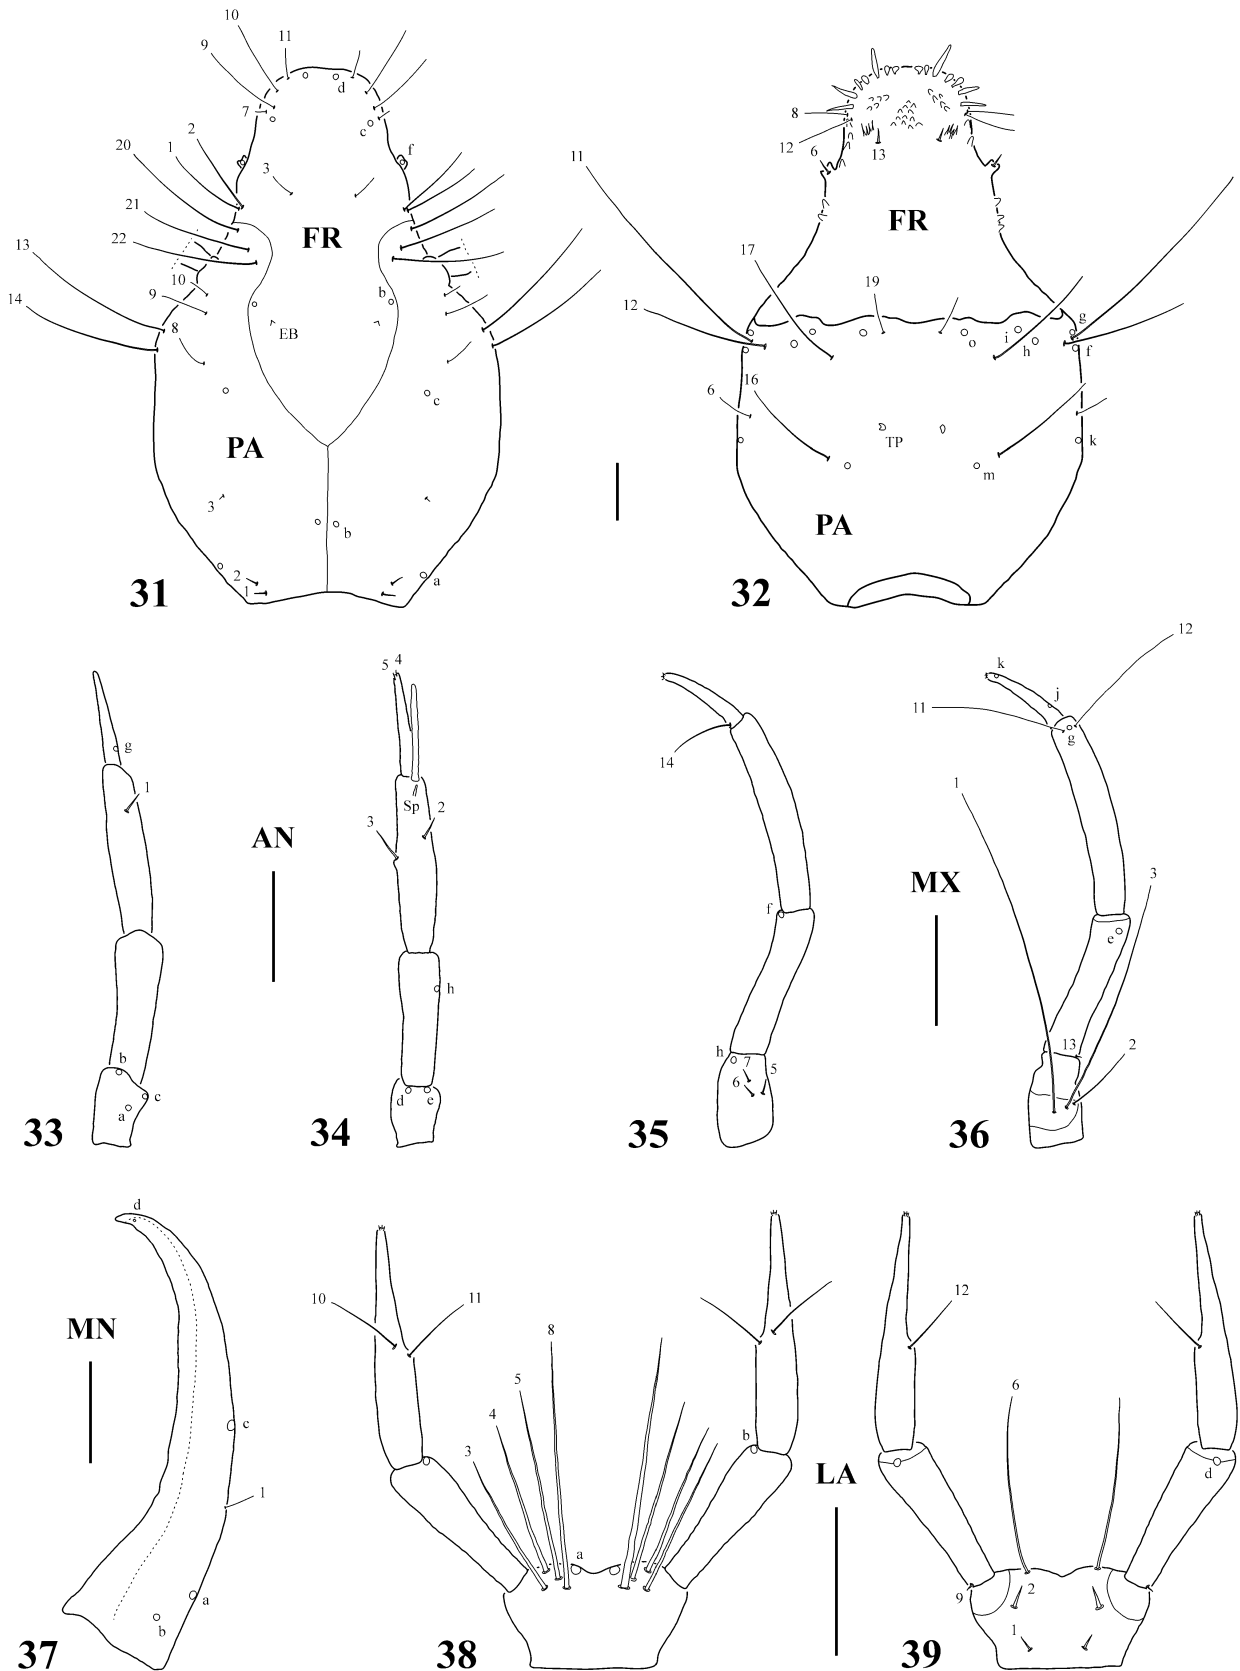 10
11
9
d
7
c
2
20
1
3
f
21
FR
22
13
10
9
b
14
8
EB
c
PA
3
b
2
a
1
31
8
12
13
11
6
FR
17
19
12
g
o
i
h
f
16
6
TP
k
m
PA
32
g
1
AN
b
c
a
33
5
4
Sp
3
2
h
d
e
34
14
f
h
7
6
5
35
k
12
j
11
g
1
MX
3
e
13
2
36
d
MN
c
1
a
b
37
10
11
8
5
4
3
a
b
38
LA
12
6
d
9
2
1
39